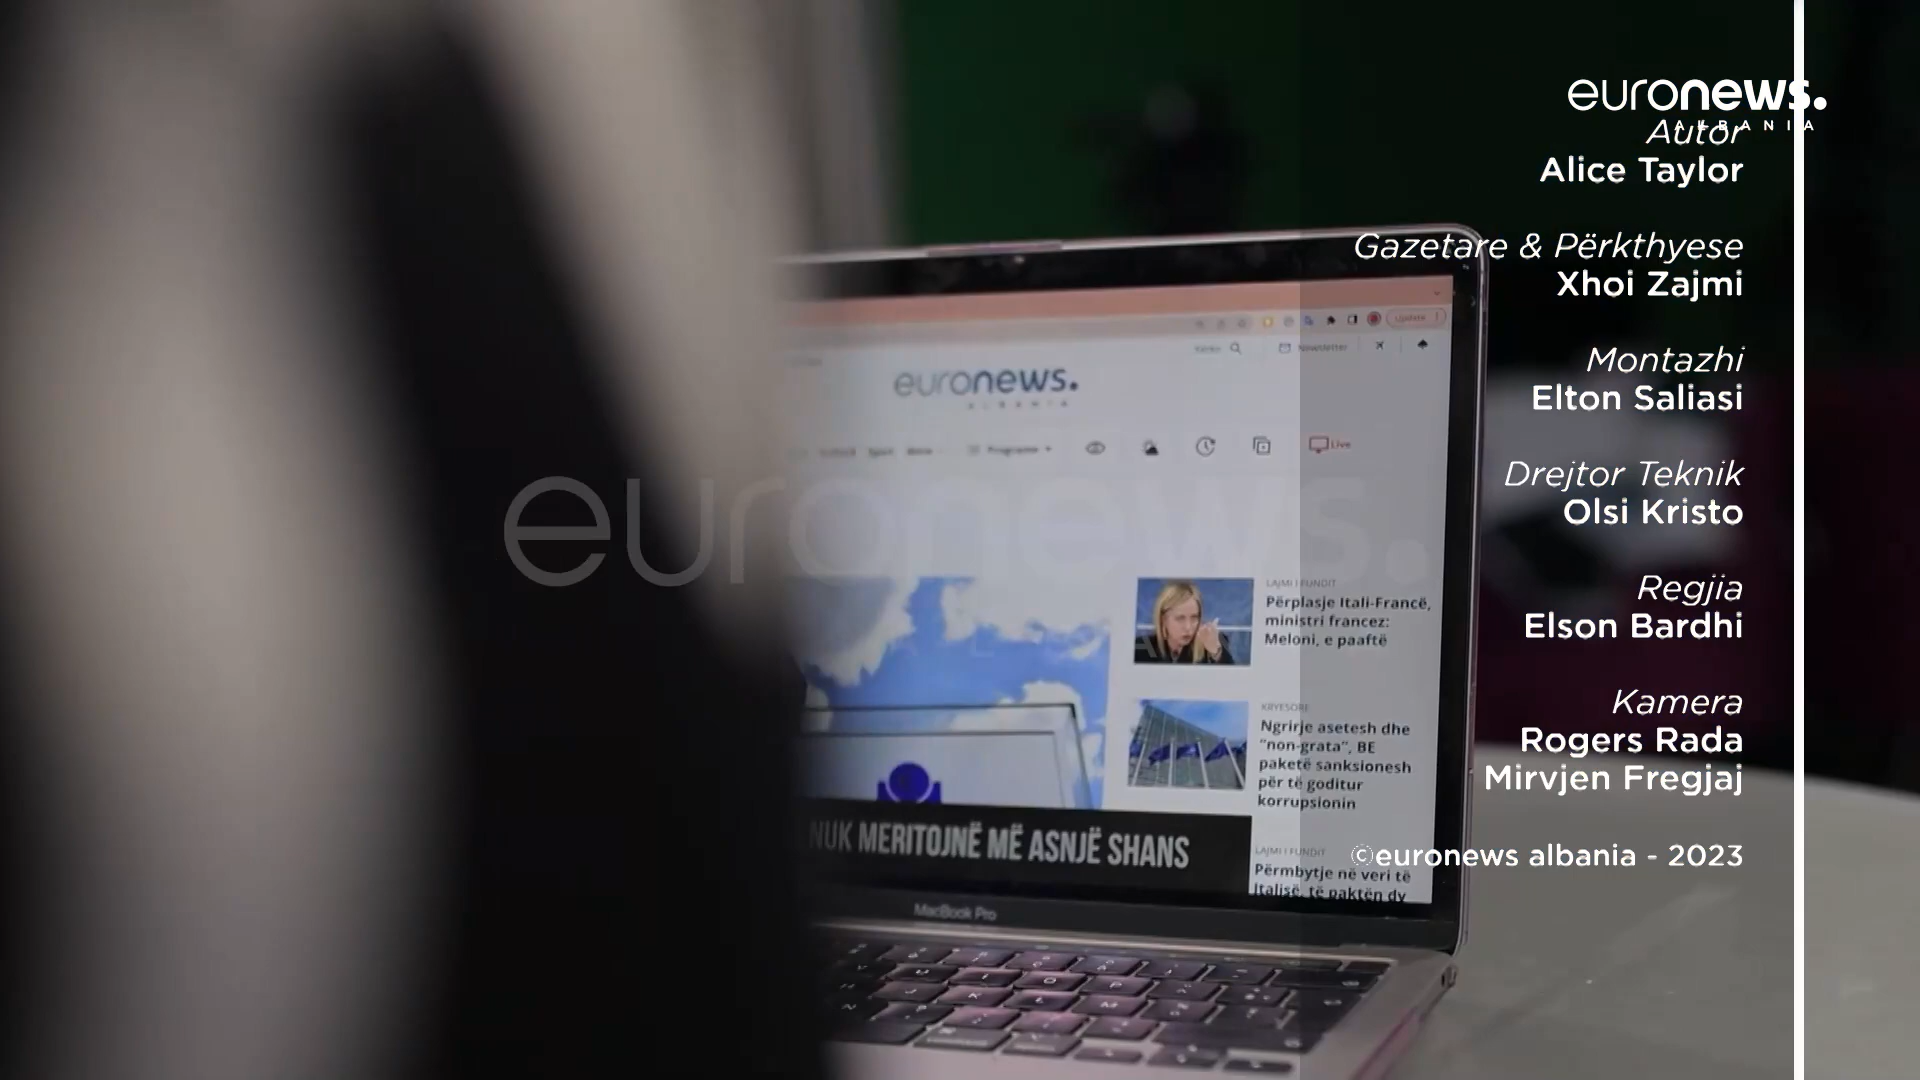 euronews.
ALBANIA
Autor
Alice Taylor
Gazetare & Përkthyese
Xhoi Zajmi
Montazhi
Elton Saliasi
Drejtor Teknik
Olsi Kristo
Regjia
Elson Bardhi
Kamera
Rogers Rada
Mirvjen Fregjaj
©euronews albania - 2023
euronews.
Newsletter
euronews.
ALBANIA
Sport
Programe
Live
LAJMI I FUNDIT
Përplasje Itali-Francë,
ministri francez:
Meloni, e paaftë
KRYESORE
Ngrirje asetesh dhe
"non-grata", BE
paketë sanksionesh
për të goditur
korrupsionin
LAJMI I FUNDIT
Përmbytje në veri të
Italisë, të paktën dy
NUK MERITOJNË MË ASNJË SHANS
MacBook Pro